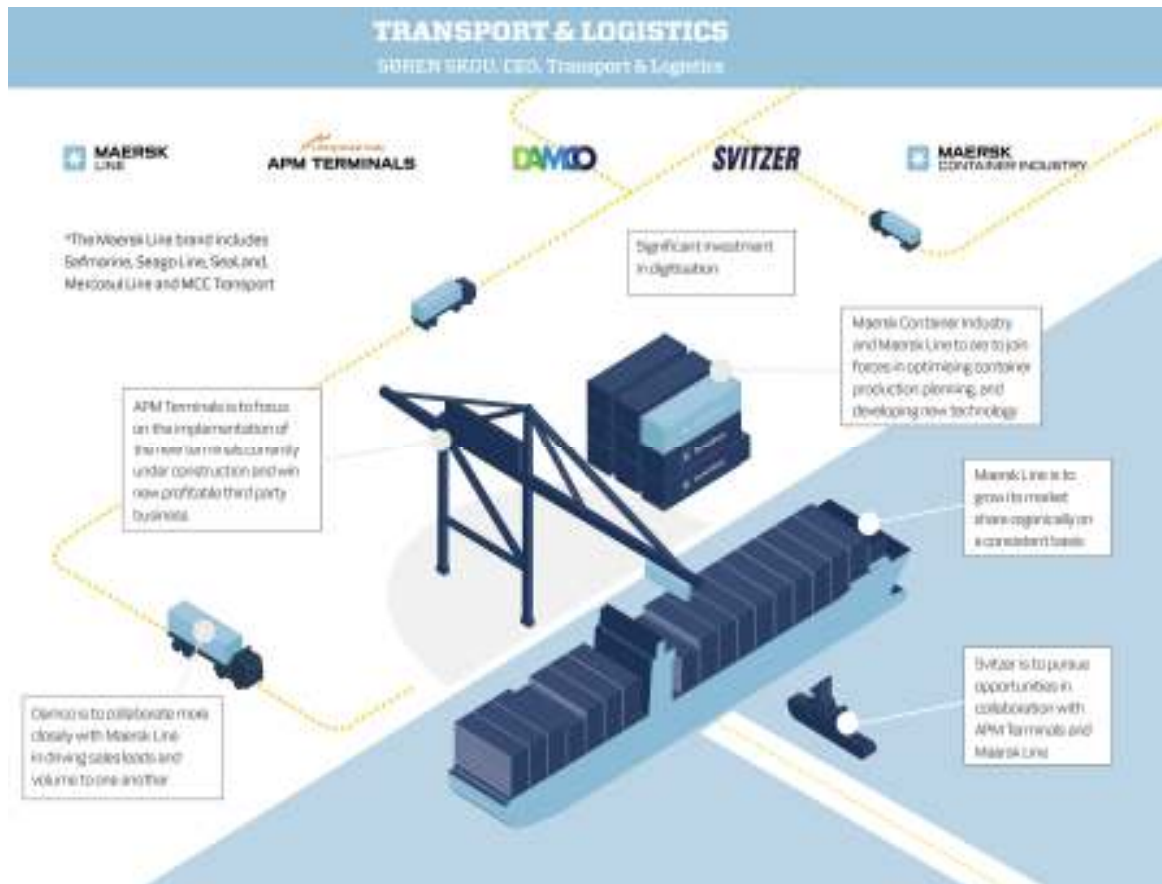 TRANSPORT & LOGISTICS
SØREN SKOU, CEO, Transport & Logistics
MAERSK
LINE
APM TERMINALS
DAMCO
SVITZER
MAERSK
CONTAINER INDUSTRY
*The Maersk Line brand includes
Safmarine, Seago Line, SeaLand,
Mercosul Line and MCC Transport
Significant investment
in digitisation
Maersk Container Industry
and Maersk Line to are to join
forces in optimising container
production planning, and
developing new technology
APM Terminals is to focus
on the implementation of
the new terminals currently
under construction and win
new profitable third party
business
Maersk Line is to
grow its market
share organically on
a consistent basis
Svitzer is to pursue
opportunities in
collaboration with
APM Terminals and
Maersk Line
Damco is to collaborate more
closely with Maersk Line
in driving sales leads and
volume to one another